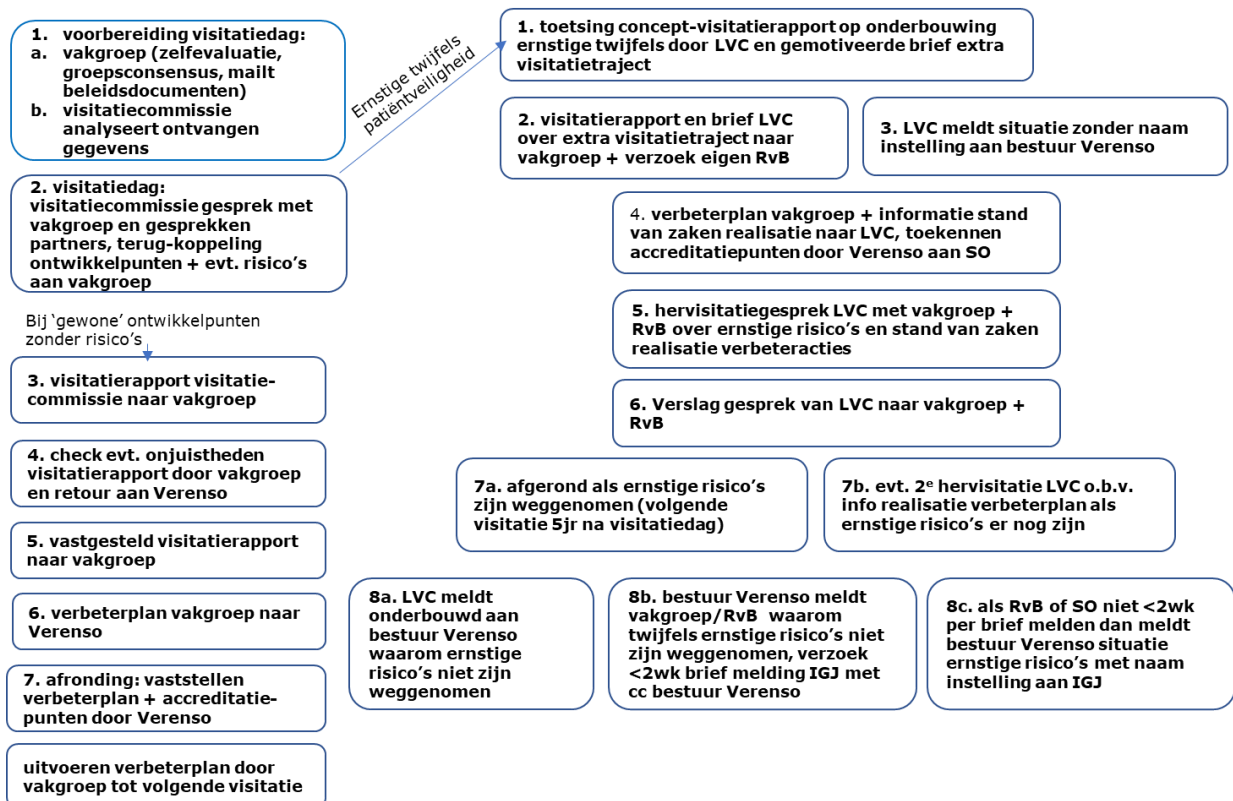 1. voorbereiding visitatiedag:
a. vakgroep (zelfevaluatie,
groepsconsensus, mailt
beleidsdocumenten)
b. visitatiecommissie
analyseert ontvangen
gegevens
2. visitatiedag:
visitatiecommissie gesprek met
vakgroep en gesprekken
partners, terug-koppeling
ontwikkelpunten + evt. risico's
aan vakgroep
Bij 'gewone' ontwikkelpunten
zonder risico's
3. visitatierapport visitatie-
commissie naar vakgroep
4. check evt. onjuistheden
visitatierapport door vakgroep
en retour aan Verenso
5. vastgesteld visitatierapport
naar vakgroep
6. verbeterplan vakgroep naar
Verenso
7. afronding: vaststellen
verbeterplan + accreditatie-
punten door Verenso
uitvoeren verbeterplan door
vakgroep tot volgende visitatie
Ernstige twijfels
patiëntveiligheid
1. toetsing concept-visitatierapport op onderbouwing
ernstige twijfels door LVC en gemotiveerde brief extra
visitatietraject
2. visitatierapport en brief LVC
over extra visitatietraject naar
vakgroep + verzoek eigen RvB
3. LVC meldt situatie zonder naam
instelling aan bestuur Verenso
4. verbeterplan vakgroep + informatie stand
van zaken realisatie naar LVC, toekennen
accreditatiepunten door Verenso aan SO
5. hervisitatiegesprek LVC met vakgroep +
RvB over ernstige risico's en stand van zaken
realisatie verbeteracties
6. Verslag gesprek van LVC naar vakgroep +
RvB
7a. afgerond als ernstige risico's
zijn weggenomen (volgende
visitatie 5jr na visitatiedag)
7b. evt. 2e hervisitatie LVC o.b.v.
info realisatie verbeterplan als
ernstige risico's er nog zijn
8a. LVC meldt
onderbouwd aan
bestuur Verenso
waarom ernstige
risico's niet zijn
weggenomen
8b. bestuur Verenso meldt
vakgroep/RvB waarom
twijfels ernstige risico's niet
zijn weggenomen, verzoek
<2wk brief melding IGJ met
cc bestuur Verenso
8c. als RvB of SO niet <2wk
per brief melden dan meldt
bestuur Verenso situatie
ernstige risico's met naam
instelling aan IGJ